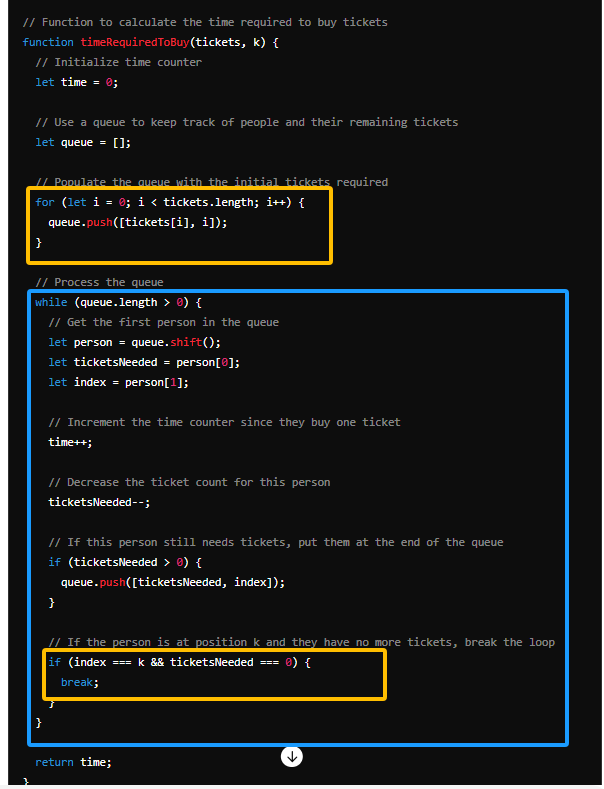 // Function to calculate the time required to buy tickets
function timeRequiredToBuy(tickets, k) {
// Initialize time counter
let time = 0;
// Use a queue to keep track of people and their remaining tickets
let queue = [];
// Populate the queue with the initial tickets required
for (let i = 0; i < tickets.length; i++) {
queue.push([tickets[i], i]);
}
// Process the queue
while (queue.length > 0) {
// Get the first person in the queue
let person = queue.shift();
let ticketsNeeded = person[0];
let index = person[1];
// Increment the time counter since they buy one ticket
time++;
// Decrease the ticket count for this person
ticketsNeeded--;
// If this person still needs tickets, put them at the end of the queue
if (ticketsNeeded > 0) {
queue.push([ticketsNeeded, index]);
}
// If the person is at position k and they have no more tickets, break the loop
if (index === k && ticketsNeeded === 0) {
break;
}
}
return time;
}